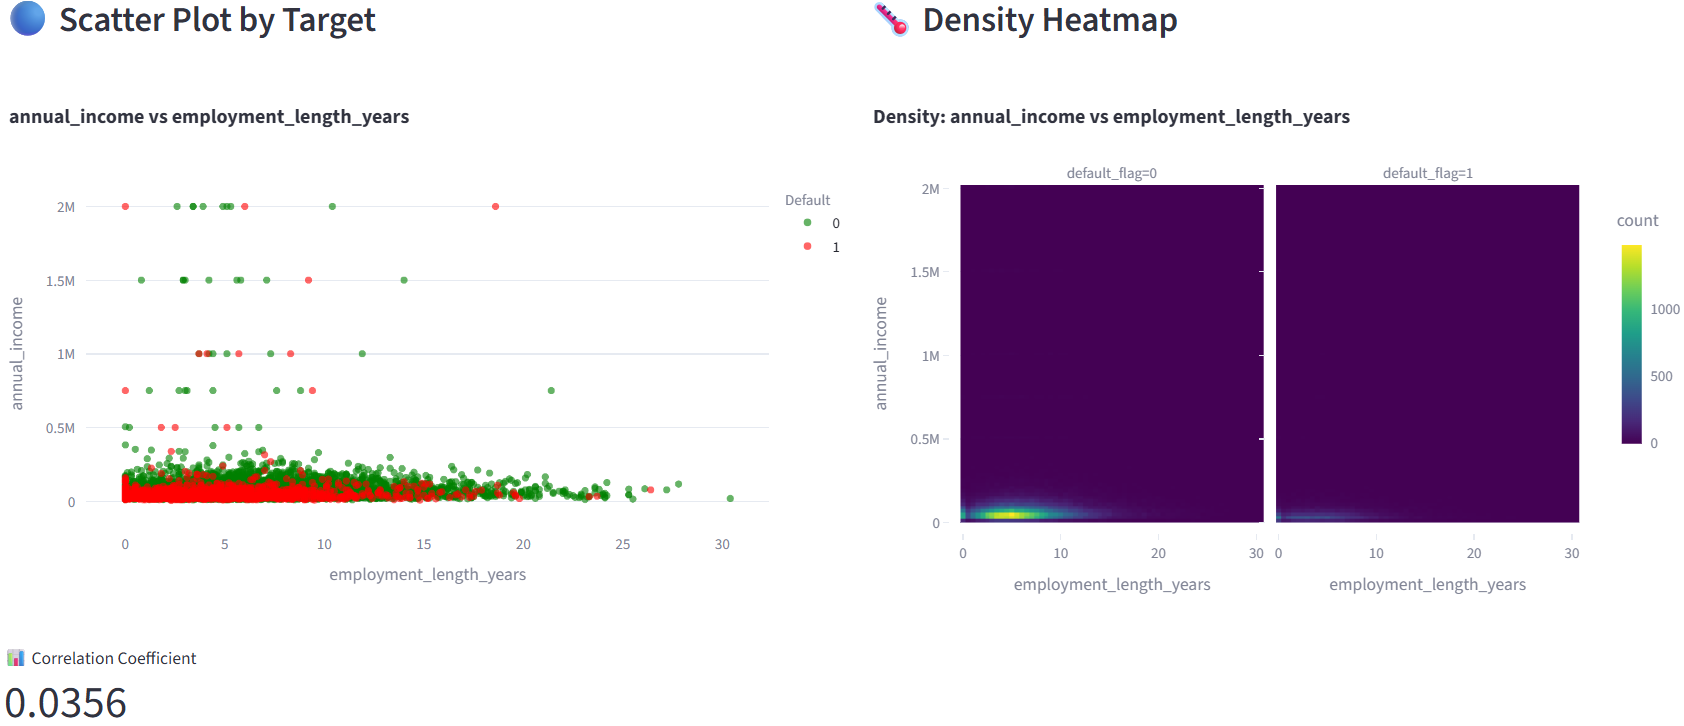 Scatter Plot by Target
annual_income vs employment_length_years
Default
0
1
2M
1.5M
1M
0.5M
0
annual_income
0 5 10 15 20 25 30
employment_length_years
Correlation Coefficient
0.0356
Density Heatmap
Density: annual_income vs employment_length_years
default_flag=0 default_flag=1
2M
1.5M
1M
0.5M
0
annual_income
0 10 20 30 0 10 20 30
employment_length_years employment_length_years
count
1000
500
0